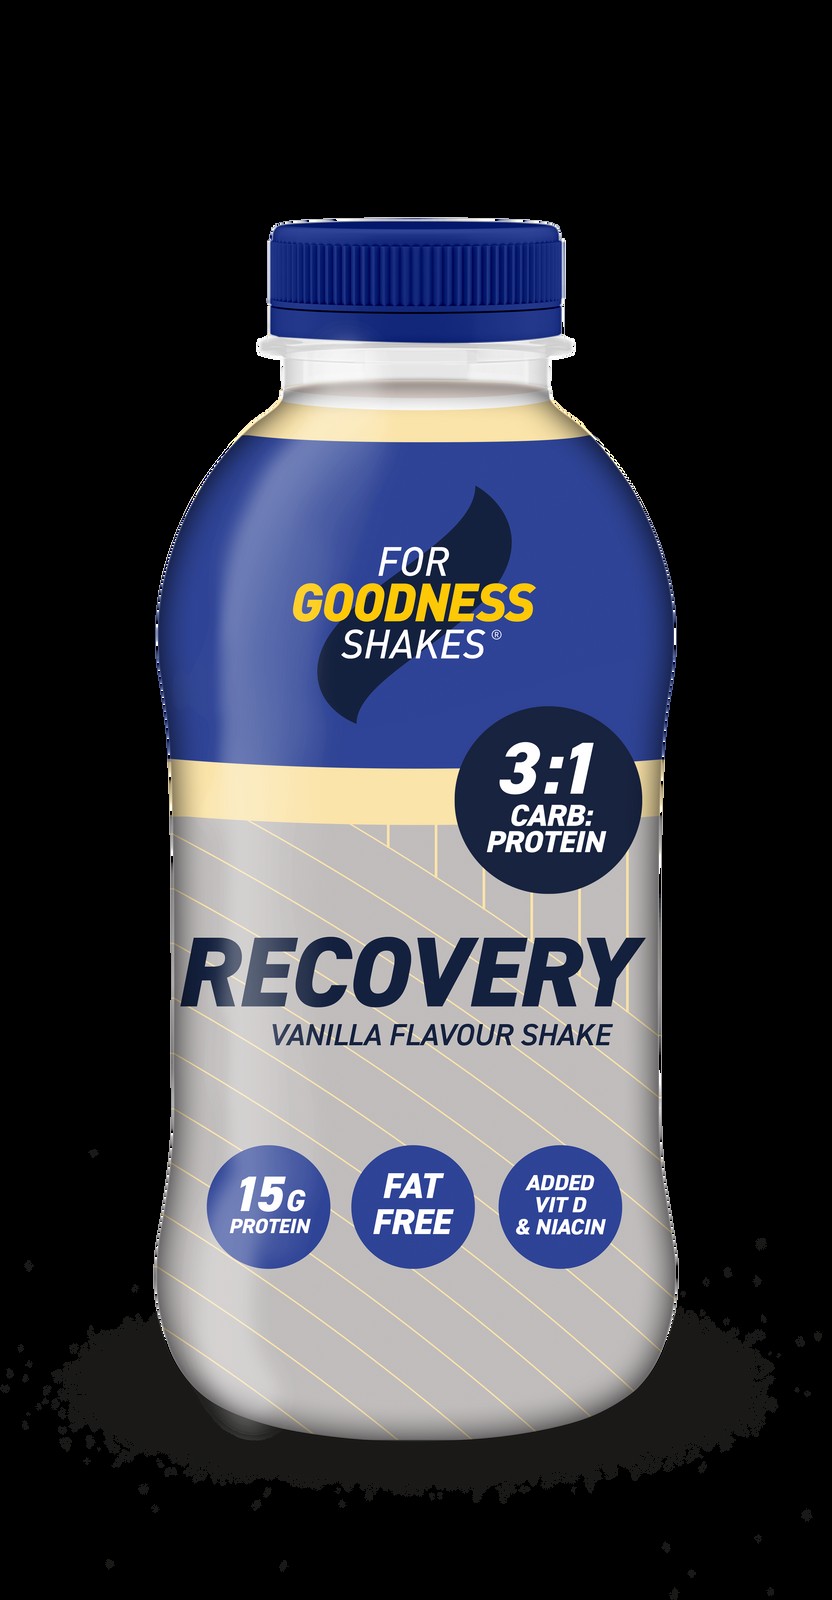 FOR
GOODNESS
SHAKES®
3:1
CARB:
PROTEIN
RECOVERY
VANILLA FLAVOUR SHAKE
15G
PROTEIN
FAT
FREE
ADDED
VIT D
& NIACIN